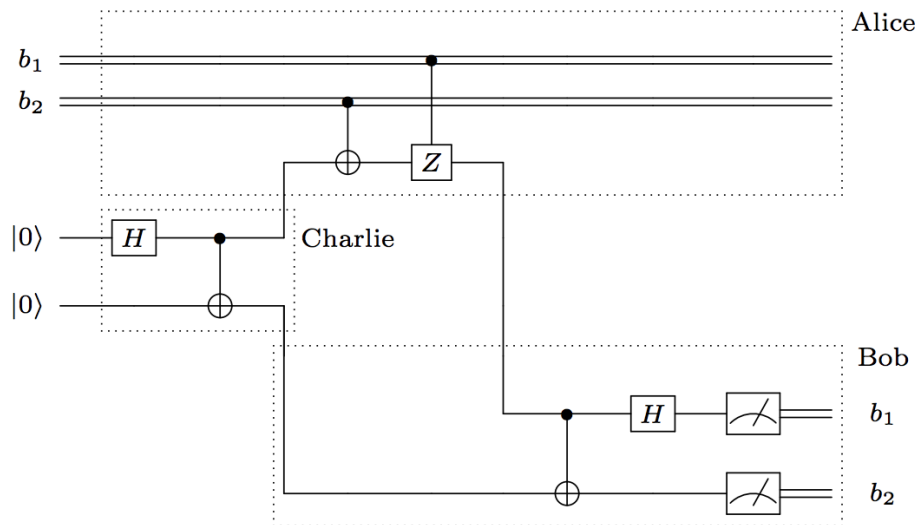 Alice
b₁
b₂
Z
|0⟩ H Charlie
|0⟩
Bob
H b₁
b₂